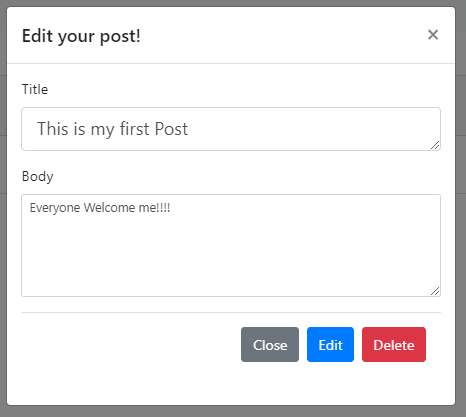 Edit your post!
×
Title
This is my first Post
Body
Everyone Welcome me!!!!
Close Edit Delete